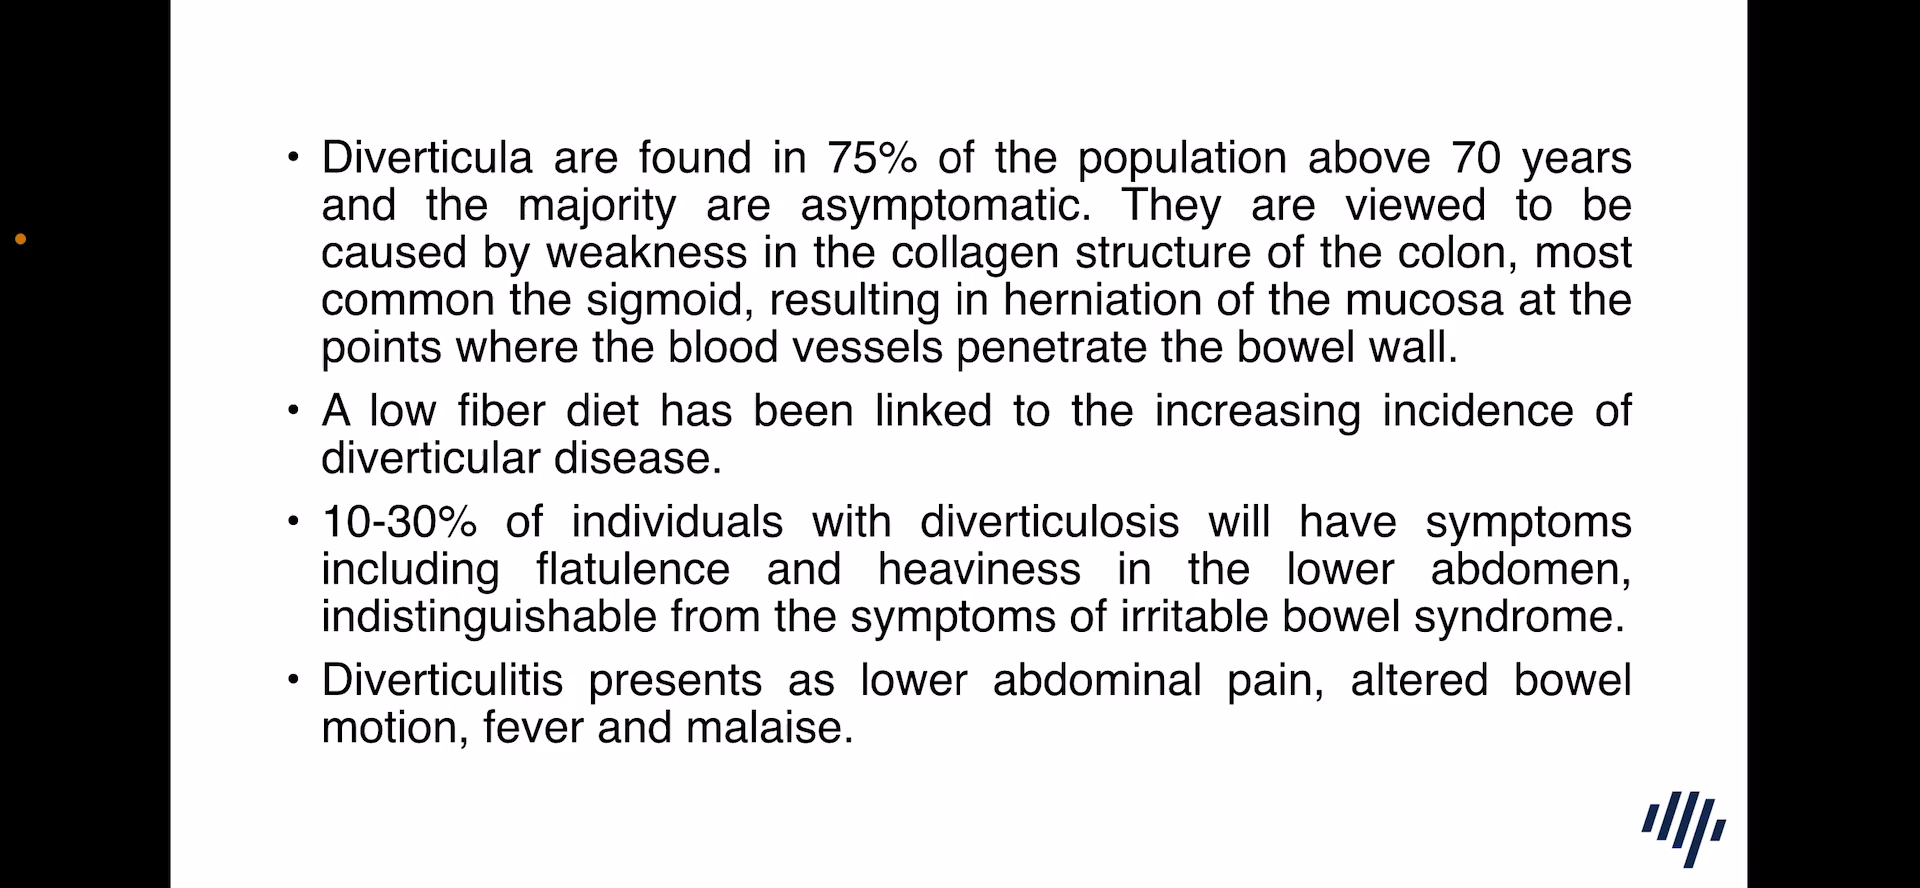 • Diverticula are found in 75% of the population above 70 years
and the majority are asymptomatic. They are viewed to be
caused by weakness in the collagen structure of the colon, most
common the sigmoid, resulting in herniation of the mucosa at the
points where the blood vessels penetrate the bowel wall.
• A low fiber diet has been linked to the increasing incidence of
diverticular disease.
• 10-30% of individuals with diverticulosis will have symptoms
including flatulence and heaviness in the lower abdomen,
indistinguishable from the symptoms of irritable bowel syndrome.
• Diverticulitis presents as lower abdominal pain, altered bowel
motion, fever and malaise.